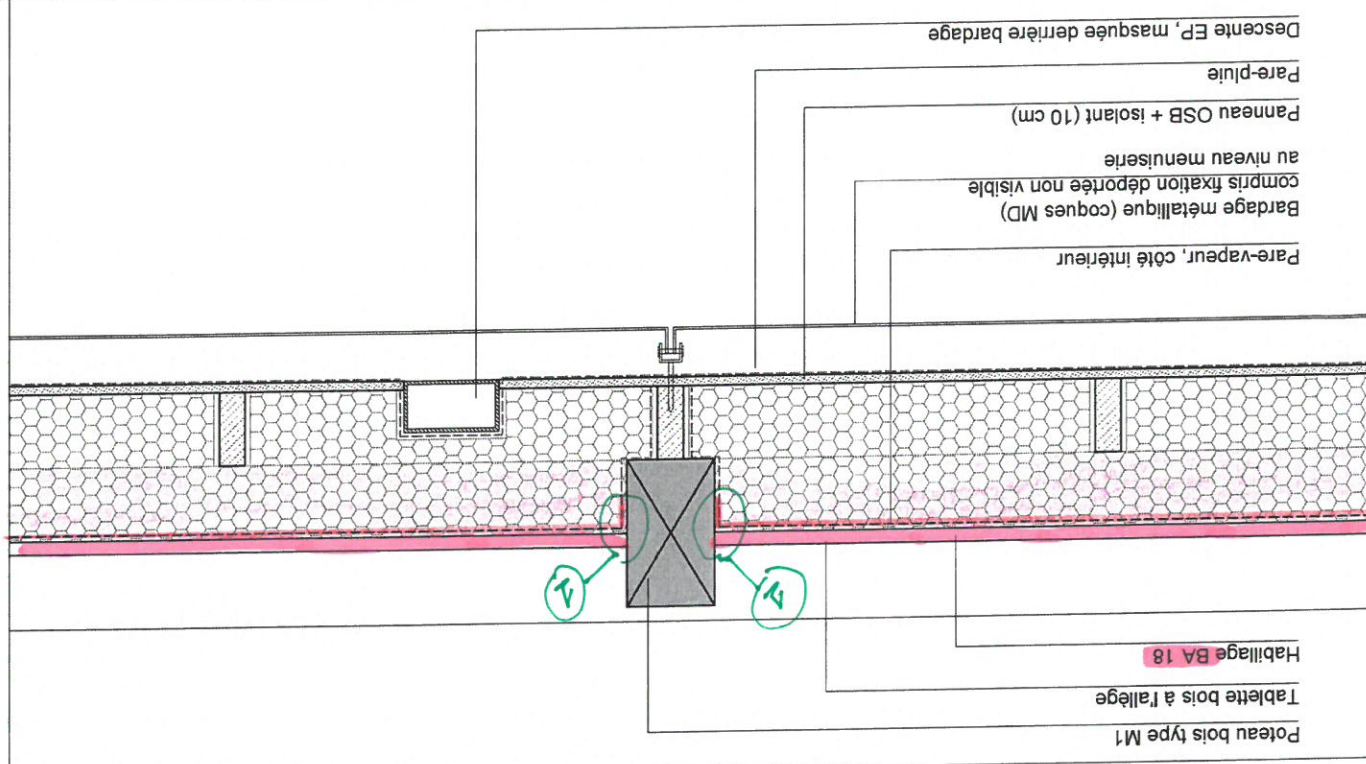 Poteau bois type M1
Tablette bois à l'allège
Habillage BA 18
Pare-vapeur, côté intérieur
Bardage métallique (coques MD)
compris fixation déportée non visible
au niveau menuiserie
Panneau OSB + isolant (10 cm)
Pare-pluie
Descente EP, masquée derrière bardage